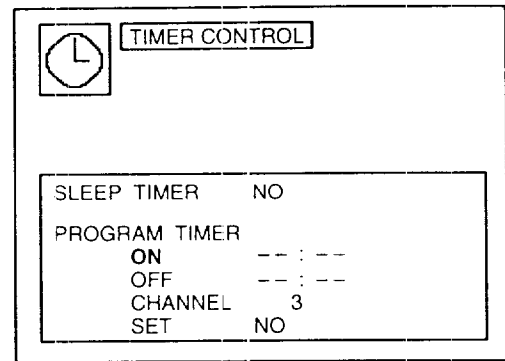 TIMER CONTROL
SLEEP TIMER NO
PROGRAM TIMER
ON -- : --
OFF -- : --
CHANNEL 3
SET NO